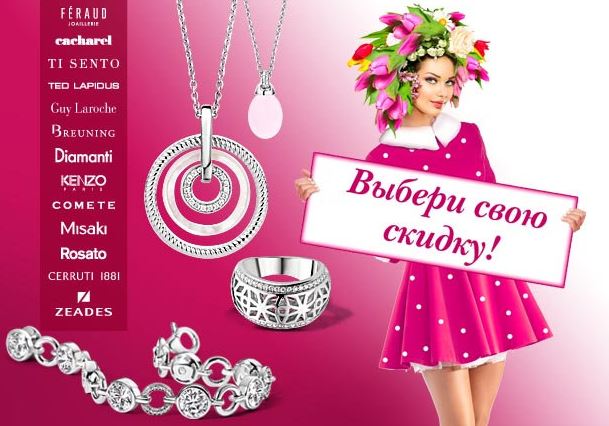 FÉRAUD
JOAILLERIE
cacharel
TI SENTO
TED LAPIDUS
Guy Laroche
BREUNING
Diamanti
KENZO
PARIS
COMETE
MISAKI
Rosato
CERRUTI 1881
ZEADES
Выбери свою
скидку!